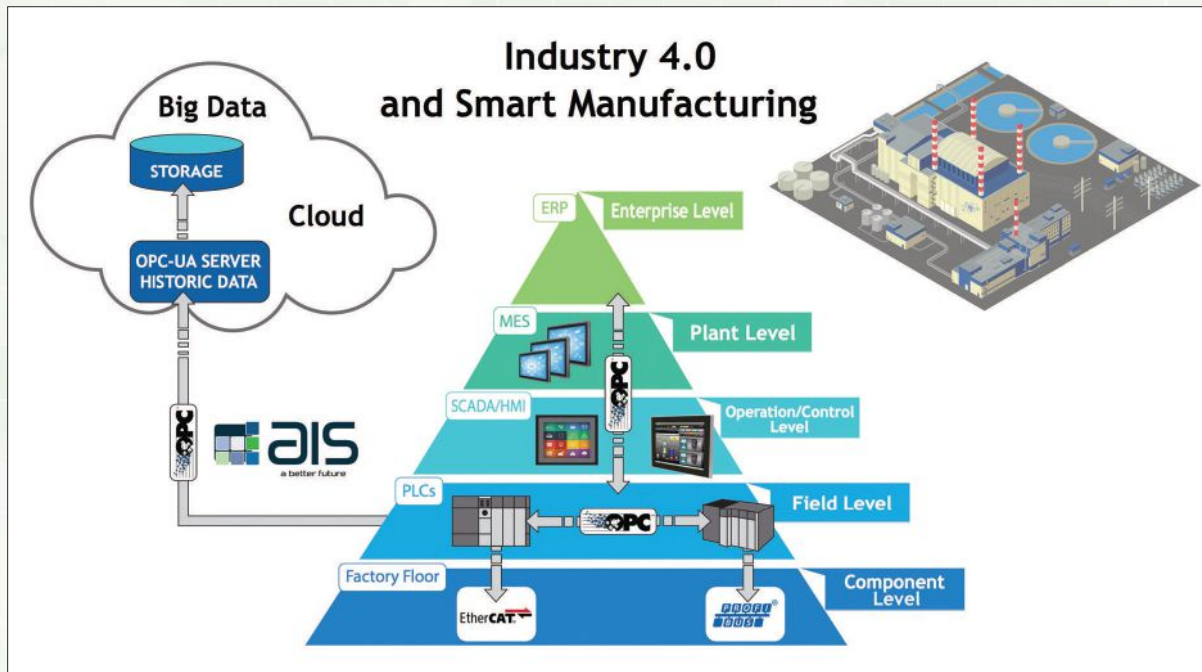 Industry 4.0
and Smart Manufacturing
Big Data
STORAGE
Cloud
OPC-UA SERVER
HISTORIC DATA
OPC
ais
a better future
ERP
Enterprise Level
MES
Plant Level
OPC
SCADA/HMI
Operation/Control
Level
PLCs
Field Level
OPC
Factory Floor
Component
Level
EtherCAT
PROFI
BUS